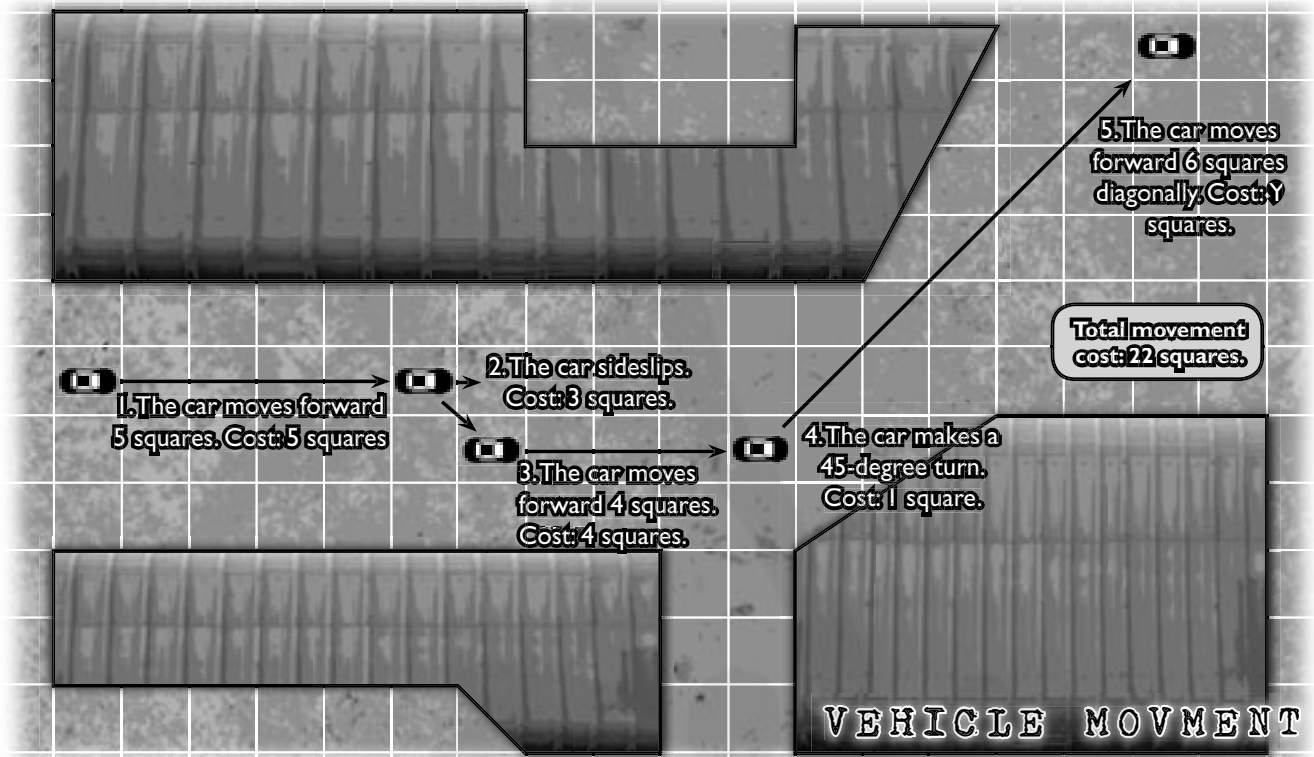 5.The car moves
forward 6 squares
diagonally. Cost: Y
squares.
Total movement
cost: 22 squares.
2.The car sideslips.
Cost: 3 squares.
1.The car moves forward
5 squares. Cost: 5 squares
4.The car makes a
45-degree turn.
Cost: 1 square.
3.The car moves
forward 4 squares.
Cost: 4 squares.
VEHICLE MOVMENT